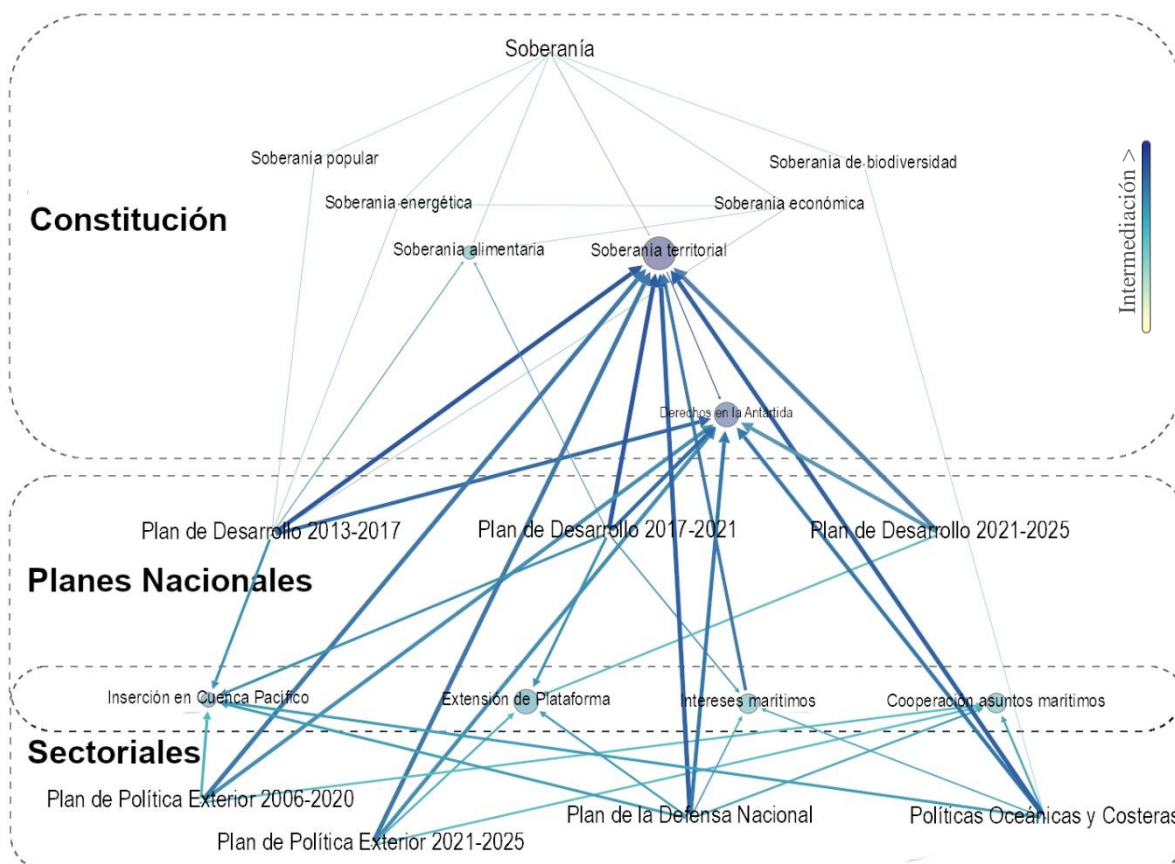 Soberanía
Soberanía popular
Soberanía de biodiversidad
Soberanía energética
Soberanía económica
Constitución
Soberanía alimentaria
Soberanía territorial
Intermediación >
Derechos en la Antártida
Plan de Desarrollo 2013-2017
Plan de Desarrollo 2017-2021
Plan de Desarrollo 2021-2025
Planes Nacionales
Inserción en Cuenca Pacífico
Extensión de Plataforma
Intereses marítimos
Cooperación asuntos marítimos
Sectoriales
Plan de Política Exterior 2006-2020
Plan de la Defensa Nacional
Políticas Oceánicas y Costeras
Plan de Política Exterior 2021-2025